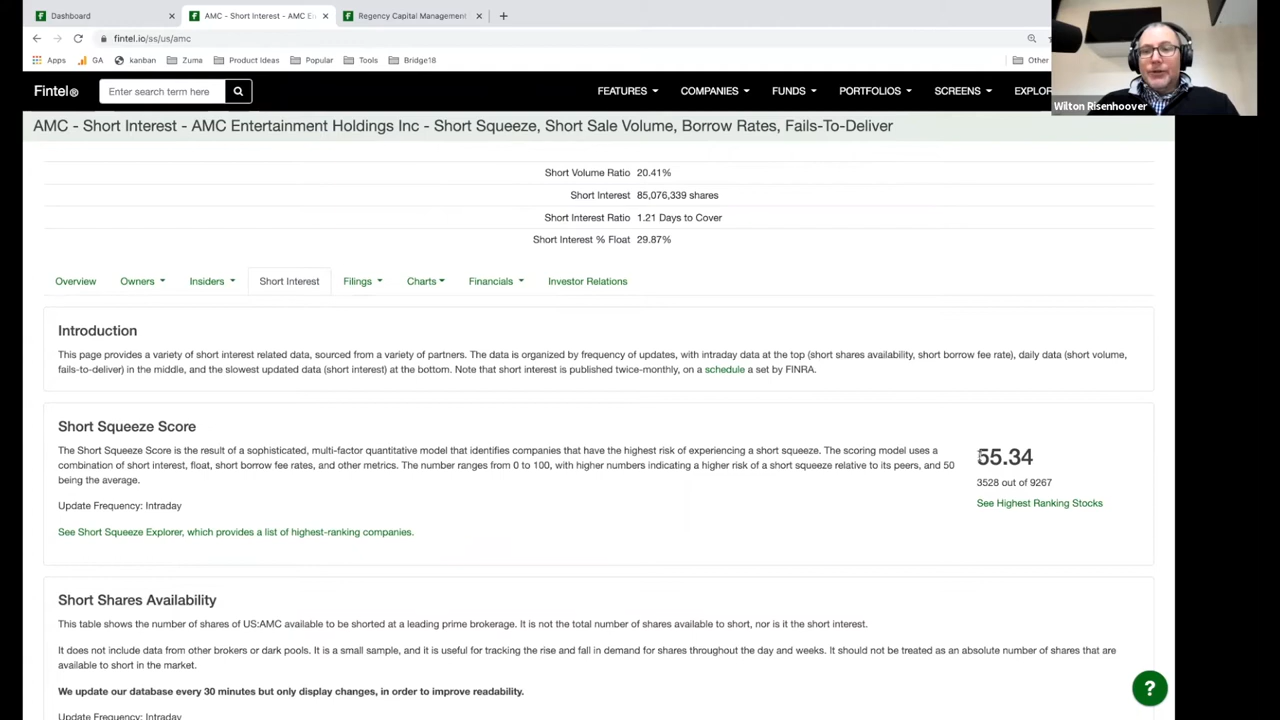 Dashboard
AMC - Short Interest - AMC En
Regency Capital Management
fintel.io/ss/us/amc
Apps GA kanban Zuma Product Ideas Popular Tools Bridge18 Other
Fintel Enter search term here FEATURES COMPANIES FUNDS PORTFOLIOS SCREENS EXPLOR
Wilton Risenhoover
AMC - Short Interest - AMC Entertainment Holdings Inc - Short Squeeze, Short Sale Volume, Borrow Rates, Fails-To-Deliver
Short Volume Ratio 20.41%
Short Interest 85,076,339 shares
Short Interest Ratio 1.21 Days to Cover
Short Interest % Float 29.87%
Overview Owners Insiders Short Interest Filings Charts Financials Investor Relations
Introduction
This page provides a variety of short interest related data, sourced from a variety of partners. The data is organized by frequency of updates, with intraday data at the top (short shares availability, short borrow fee rate), daily data (short volume,
fails-to-deliver) in the middle, and the slowest updated data (short interest) at the bottom. Note that short interest is published twice-monthly, on a schedule a set by FINRA.
Short Squeeze Score
The Short Squeeze Score is the result of a sophisticated, multi-factor quantitative model that identifies companies that have the highest risk of experiencing a short squeeze. The scoring model uses a
combination of short interest, float, short borrow fee rates, and other metrics. The number ranges from 0 to 100, with higher numbers indicating a higher risk of a short squeeze relative to its peers, and 50
being the average.
Update Frequency: Intraday
See Short Squeeze Explorer, which provides a list of highest-ranking companies.
55.34
3528 out of 9267
See Highest Ranking Stocks
Short Shares Availability
This table shows the number of shares of US:AMC available to be shorted at a leading prime brokerage. It is not the total number of shares available to short, nor is it the short interest.
It does not include data from other brokers or dark pools. It is a small sample, and it is useful for tracking the rise and fall in demand for shares throughout the day and weeks. It should not be treated as an absolute number of shares that are
available to short in the market.
We update our database every 30 minutes but only display changes, in order to improve readability.
Update Frequency: Intraday
?